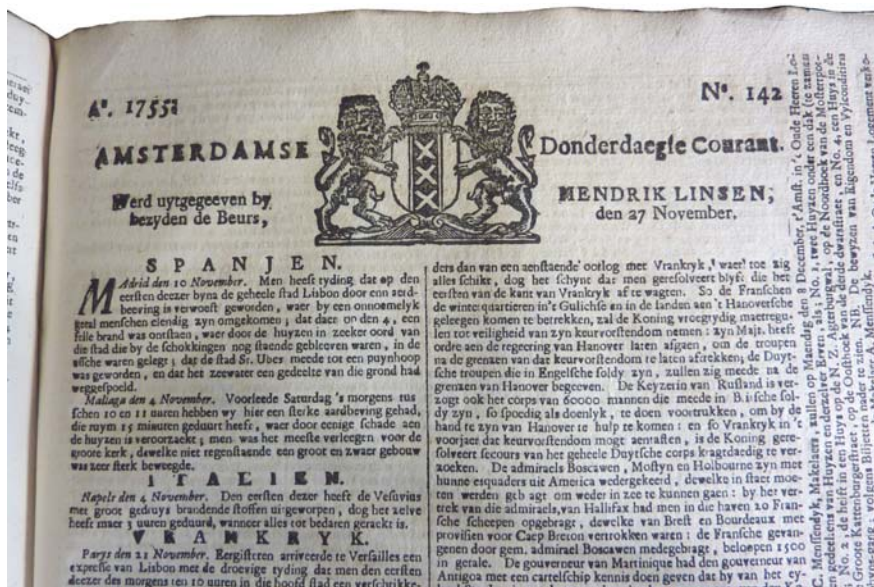 A°. 1755.
N°. 142
AMSTERDAMSE
Donderdaegse Courant.
Werd uytgegeeven by
HENDRIK LINSEN,
bezyden de Beurs,
den 27 November.
SPANJEN.
Madrid den 10 November. Men heeft tyding dat op den
eersten deezer byna de geheele stad Lisbon door een aerd-
beeving is verwoest geworden, waer by een onnoemelyk
getal menschen elendig zyn omgekomen; dat daer op den 4, een
felle brand was ontstaen, waer door de huyzen in zeeker oord van
die stad die by de schokkingen nog staende gebleeven waren, in de
assche waren gelegt; dat de stad St. Ubes meede tot een puynhoop
was geworden, en dat het zeewater een gedeelte van die grond had
weggespoeld.
Mallaga den 4 November. Voorleede Saturdag 's morgens tus
schen 10 en 11 uuren hebben wy hier een sterke aardbeving gehad,
die ruym 15 minuten geduurt heeft, waer door eenige schade aen
de huyzen is veroorzaekt; men was het meeste verleegen voor de
groote kerk, dewelke niet regenstaende een groot en zwaer gebouw
was zeer sterk beweegde.
ITALIEN.
Napels den 4 November. Den eersten dezer heeft de Vesuvius
met groot gedruys brandende stoffen uitgeworpen, dog het zelve
heeft maer 3 uuren geduurd, wanneer alles tot bedaren geraekt is.
VRANKRYK.
Parys den 21 November. Eergisteren arriveerde te Versailles een
expresse van Lisbon met de droevige tyding dat men den eersten
deezer des morgens ten 10 uuren in die hoofd stad een verschrikke-
ders dan van een aenstaende oorlog met Vrankryk, waer toe zig
alles schikt, dog het schynt dat men geresolveert blyft die het
eersten van de kant van Vrankryk af te wagten. So de Franschen
de winterquartieren in't Gulichse en in de landen aen 't Hanoversche
geleegen komen te betrekken, zal de Koning vroegtydig maetregu-
len tot veiligheid van zyn keurvorstendom nemen: zyn Majt. heeft
ordre aen de regeering van Hanover laten afgaen, om de troupen
na de grenzen van dat keurvorstendom te laten aftrekken; de Duyt-
sche troupen die in Engelsche soldy zyn, zullen zig meede na de
grenzen van Hanover begeeven. De Keyzerin van Rusland is ver-
zogt ook het corps van 60000 mannen die meede in Britsche sol-
dy zyn, so spoedig als doenlyk, te doen voortrukken, om by de
hand te zyn van Hanover te hulp te komen: en so Vrankryk in 't
voorjaer dat keurvorstendom mogt aentasten, is de Koning gere-
solveert secours van het geheele Duytsche corps kragtdaedig te ver-
zoeken. De admiraels Boscawen, Mostyn en Holbourne zyn met
hunne esquaders uit America wedergekeerd, dewelke in staet moe-
ten werden gebragt om weder in zee te kunnen gaen: by her ver-
trek van die admiraels, van Hallifax had men in die haven 20 Fran-
sche scheepen opgebragt, dewelke van Brest en Bourdeaux met
provisien voor Caep Breton vertrokken waren: de Fransche gevan-
genen door gem. admirael Boscawen medegebragt, beloopen 1500
in getale. De gouverneur van Martinique had den gouverneur van
Antigoa met een cartelschip kennis doen geven dat hy van het ey-